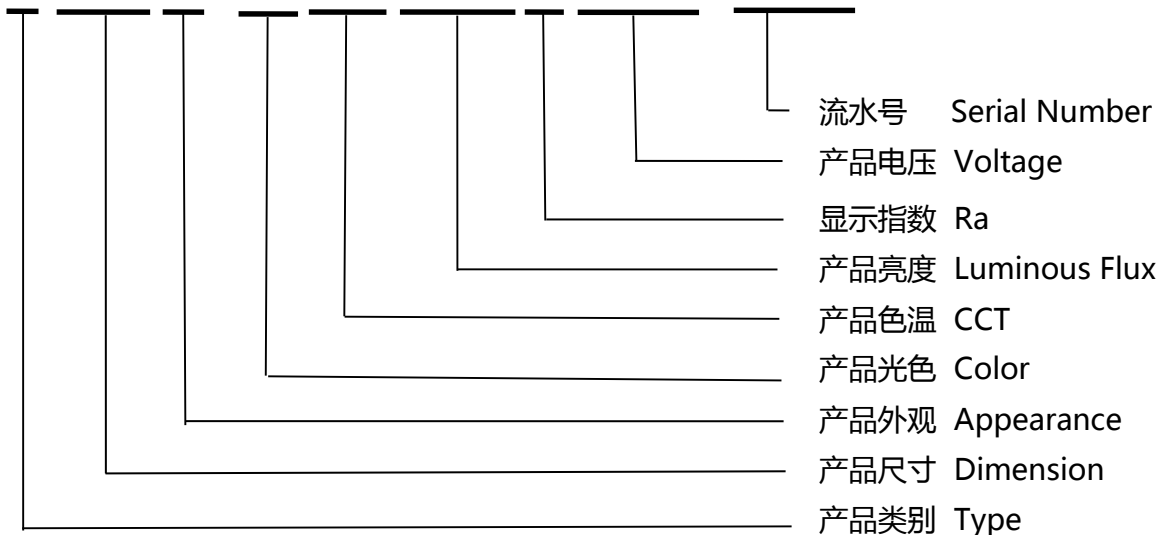 流水号 Serial Number
产品电压 Voltage
显示指数 Ra
产品亮度 Luminous Flux
产品色温 CCT
产品光色 Color
产品外观 Appearance
产品尺寸 Dimension
产品类别 Type